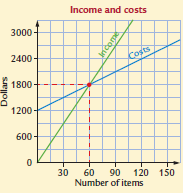 Income and costs
3000
2400
1800
1200
600
0
Dollars
Income
Costs
30 60 90 120 150
Number of items